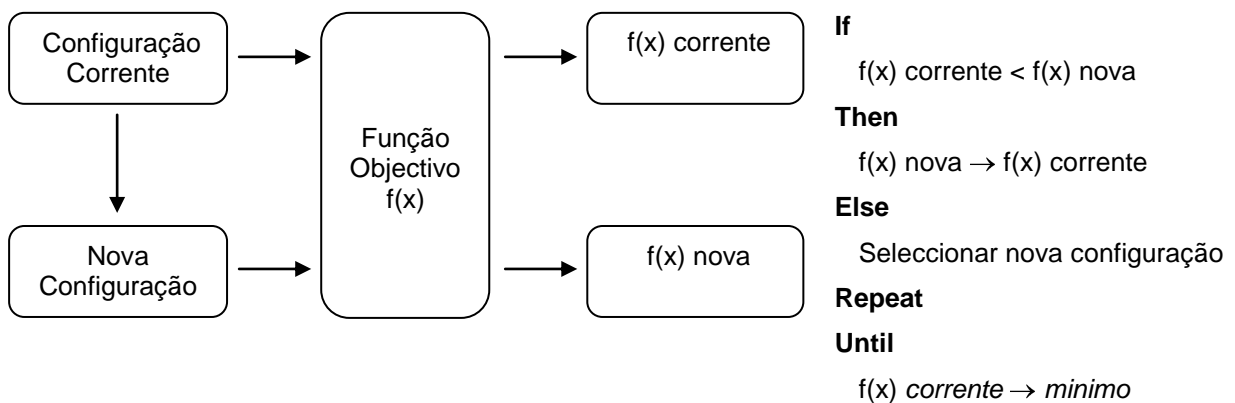 Configuração
Corrente
Nova
Configuração
Função
Objectivo
f(x)
f(x) corrente
f(x) nova
If
f(x) corrente < f(x) nova
Then
f(x) nova → f(x) corrente
Else
Seleccionar nova configuração
Repeat
Until
f(x) corrente → minimo